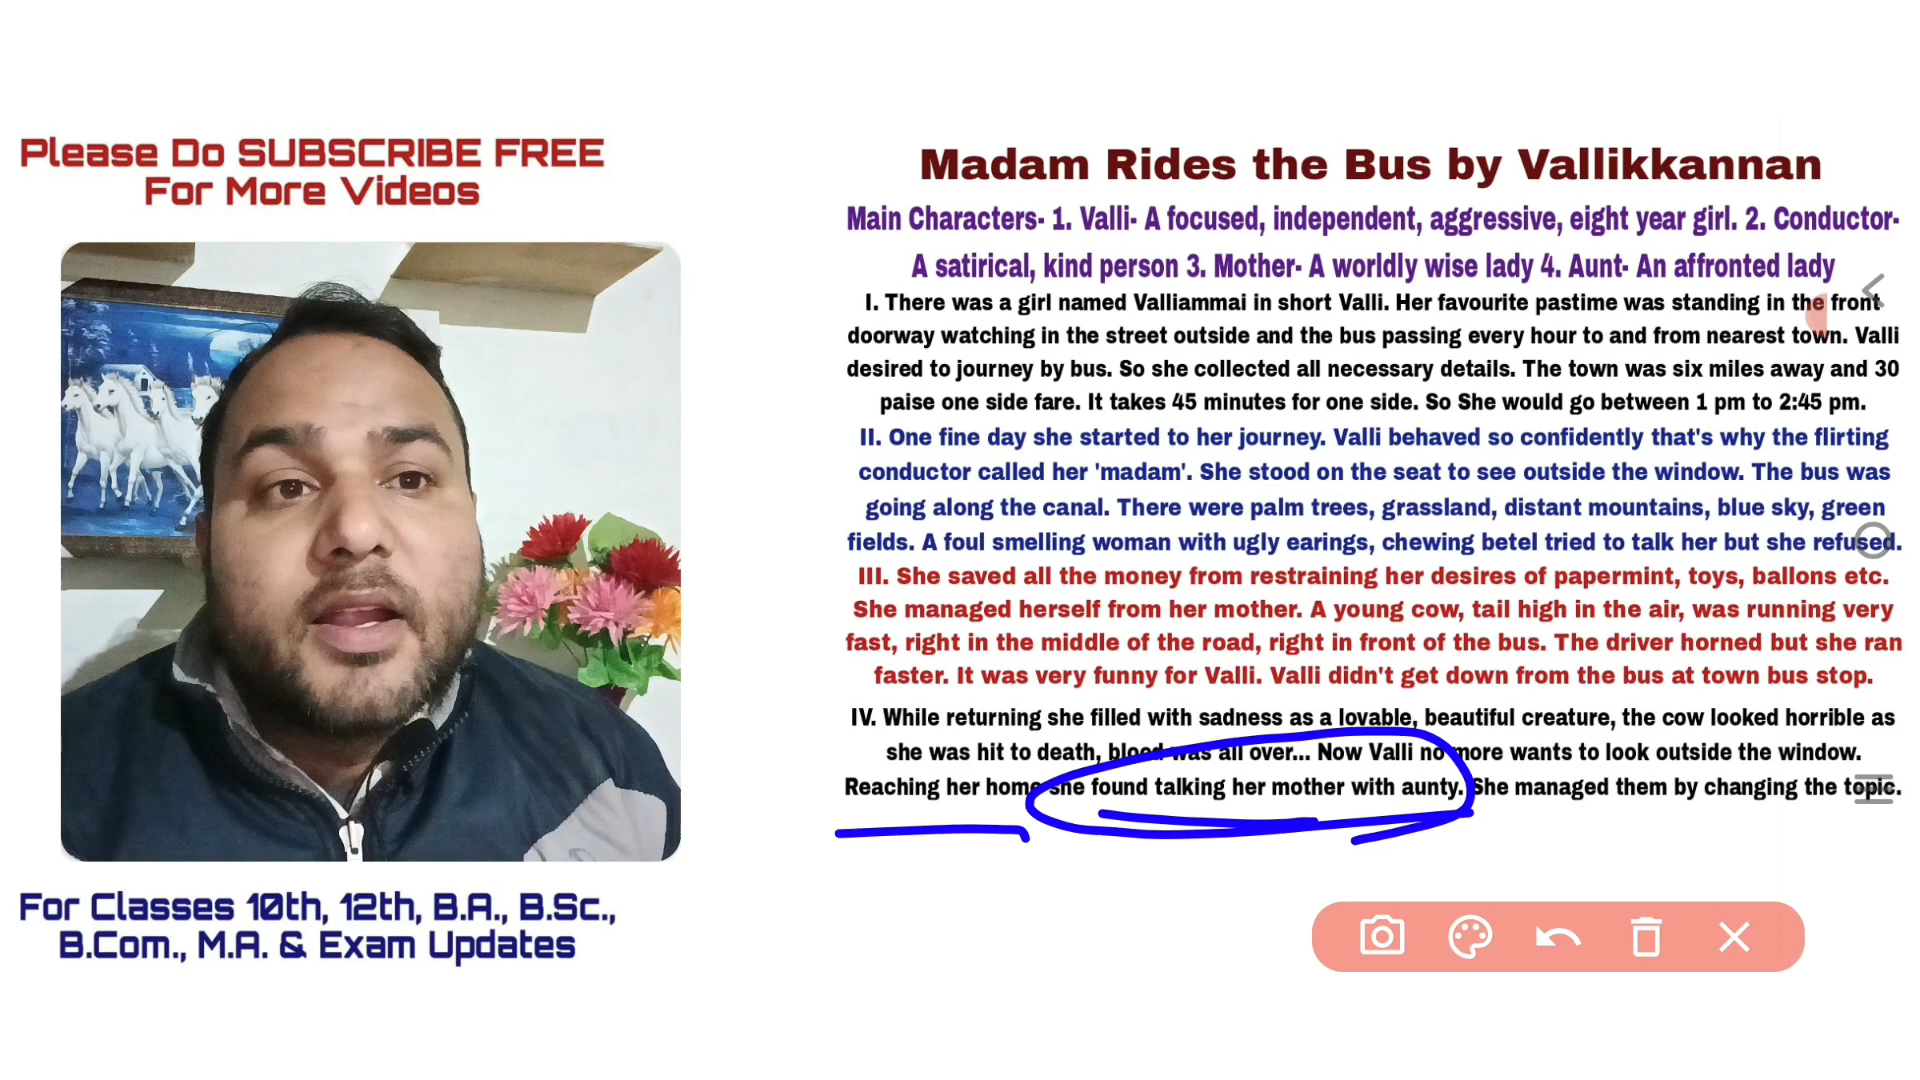 Please Do SUBSCRIBE FREE
For More Videos
For Classes 10th, 12th, B.A., B.Sc.,
B.Com., M.A. & Exam Updates
Madam Rides the Bus by Vallikkannan
Main Characters- 1. Valli- A focused, independent, aggressive, eight year girl. 2. Conductor-
A satirical, kind person 3. Mother- A worldly wise lady 4. Aunt- An affronted lady
I. There was a girl named Valliammai in short Valli. Her favourite pastime was standing in the front
doorway watching in the street outside and the bus passing every hour to and from nearest town. Valli
desired to journey by bus. So she collected all necessary details. The town was six miles away and 30
paise one side fare. It takes 45 minutes for one side. So She would go between 1 pm to 2:45 pm.
II. One fine day she started to her journey. Valli behaved so confidently that's why the flirting
conductor called her 'madam'. She stood on the seat to see outside the window. The bus was
going along the canal. There were palm trees, grassland, distant mountains, blue sky, green
fields. A foul smelling woman with ugly earings, chewing betel tried to talk her but she refused.
III. She saved all the money from restraining her desires of papermint, toys, ballons etc.
She managed herself from her mother. A young cow, tail high in the air, was running very
fast, right in the middle of the road, right in front of the bus. The driver horned but she ran
faster. It was very funny for Valli. Valli didn't get down from the bus at town bus stop.
IV. While returning she filled with sadness as a lovable, beautiful creature, the cow looked horrible as
she was hit to death, blood was all over... Now Valli no more wants to look outside the window.
Reaching her home she found talking her mother with aunty. She managed them by changing the topic.